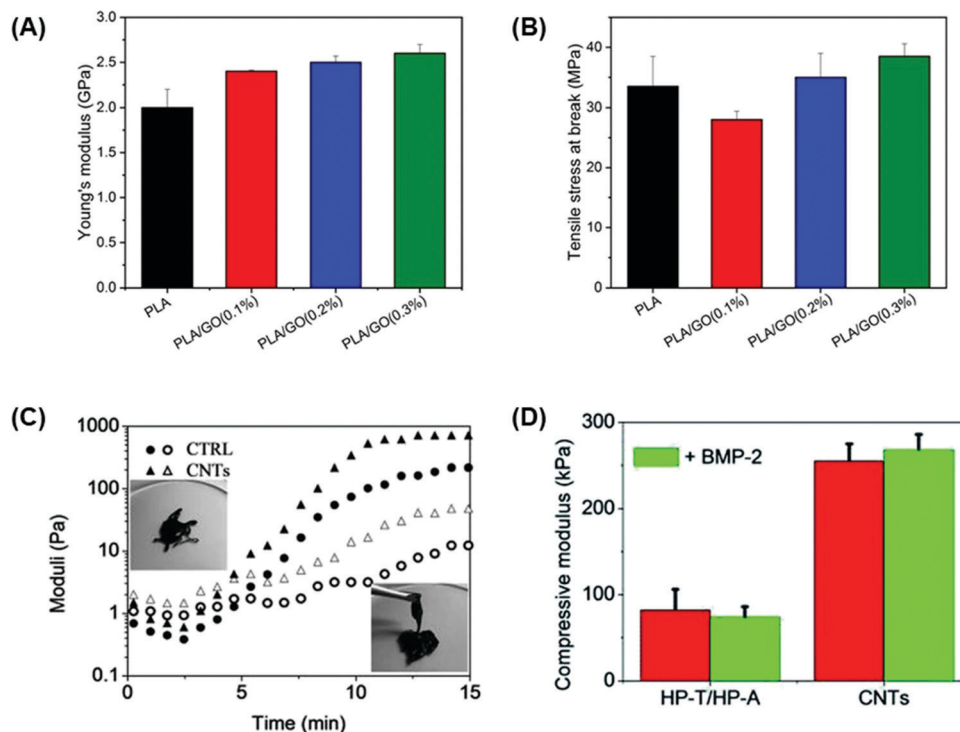 (A)
Young's modulus (GPa)
3.0
2.5
2.0
1.5
1.0
0.5
0.0
PLA
PLA/GO(0.1%)
PLA/GO(0.2%)
PLA/GO(0.3%)
(B)
Tensile stress at break (MPa)
40
30
20
10
0
PLA
PLA/GO(0.1%)
PLA/GO(0.2%)
PLA/GO(0.3%)
(C)
Moduli (Pa)
1000
100
10
1
0.1
CTRL
CNTs
0
5
10
15
Time (min)
(D)
Compressive modulus (kPa)
300
200
100
0
+ BMP-2
HP-T/HP-A
CNTs